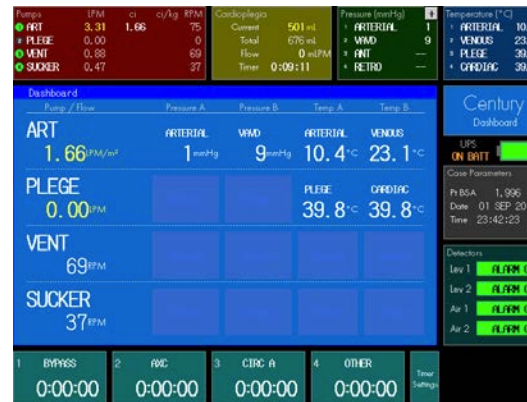 Pumps LPM ci ci/kg RPM
ART 3.31 1.66 75
PLEGE 0.00 0
VENT 0.88 69
SUCKER 0.47 37
Cardioplegia
Current 501 mL
Total 676 mL
Flow 0 mLPM
Timer 0:09:11
Pressure (mmHg) +
ARTERIAL 1
VAVD 9
ANT --
RETRO --
Temperature (°C)
ARTERIAL 10.
VENOUS 23.
PLEGE 39.
CARDIAC 39.
Dashboard
Pump / Flow Pressure A Pressure B Temp A Temp B
ART ARTERIAL VAVD ARTERIAL VENOUS
1.66 LPM/m² 1 mmHg 9 mmHg 10.4 °C 23.1 °C
PLEGE PLEGE CARDIAC
0.00 LPM 39.8 °C 39.8 °C
VENT
69 RPM
SUCKER
37 RPM
Century
Dashboard
UPS
ON BATT
Case Parameters
Pt BSA 1.996
Date 01 SEP 20
Time 23:42:23
Detectors
Lev 1 ALARM
Lev 2 ALARM
Air 1 ALARM
Air 2 ALARM
1 BYPASS 2 AXC 3 CIRC A 4 OTHER
0:00:00 0:00:00 0:00:00 0:00:00
Timer
Settings